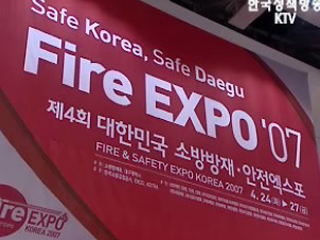 한국정책방송
KTV
Safe Korea, Safe Daegu
Fire EXPO '07
제4회 대한민국 소방방재·안전엑스포
FIRE & SAFETY EXPO KOREA 2007
4. 24(화) ▶ 27(금)
Fire EXPO
KOREA 2007